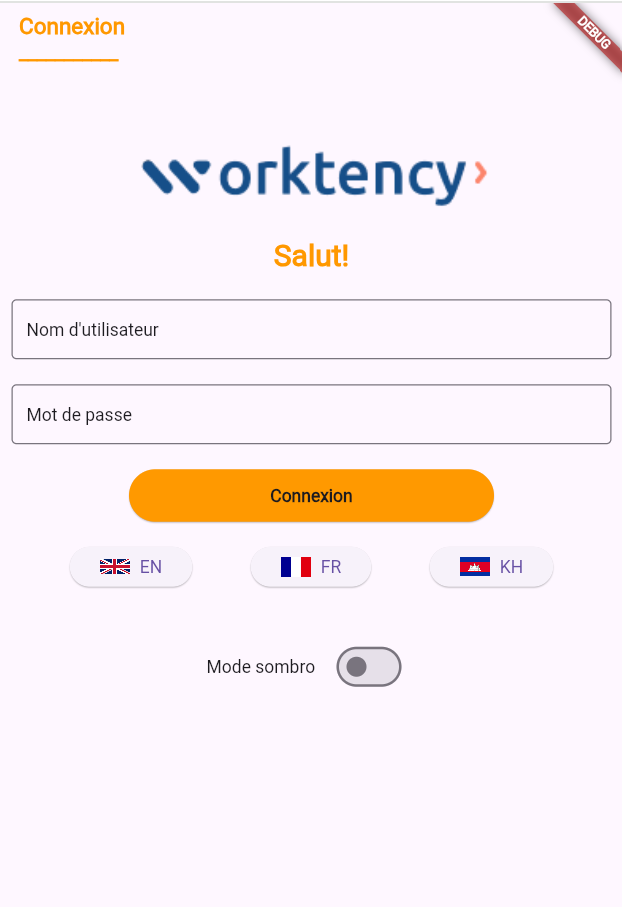 Connexion
DEBUG
Worktency
Salut!
Nom d'utilisateur
Mot de passe
Connexion
EN
FR
KH
Mode sombro